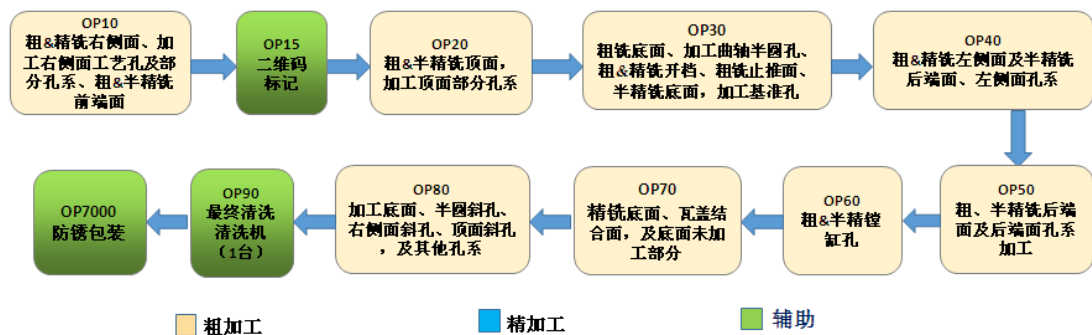 OP10
粗&精铣右侧面、加
工右侧面工艺孔及部
分孔系、粗&半精铣
前端面
OP15
二维码
标记
OP20
粗&半精铣顶面，
加工顶面部分孔系
OP30
粗铣底面、加工曲轴半圆孔、
粗&精铣开档、粗铣止推面、
半精铣底面，加工基准孔
OP40
粗&精铣左侧面及半精铣
后端面、左侧面孔系
OP50
粗、半精铣后端
面及后端面孔系
加工
OP60
粗&半精镗
缸孔
OP70
精铣底面、瓦盖结
合面，及底面未加
工部分
OP80
加工底面、半圆斜孔、
右侧面斜孔、顶面斜孔
，及其他孔系
OP90
最终清洗
清洗机
（1台）
OP7000
防锈包装
粗加工
精加工
辅助